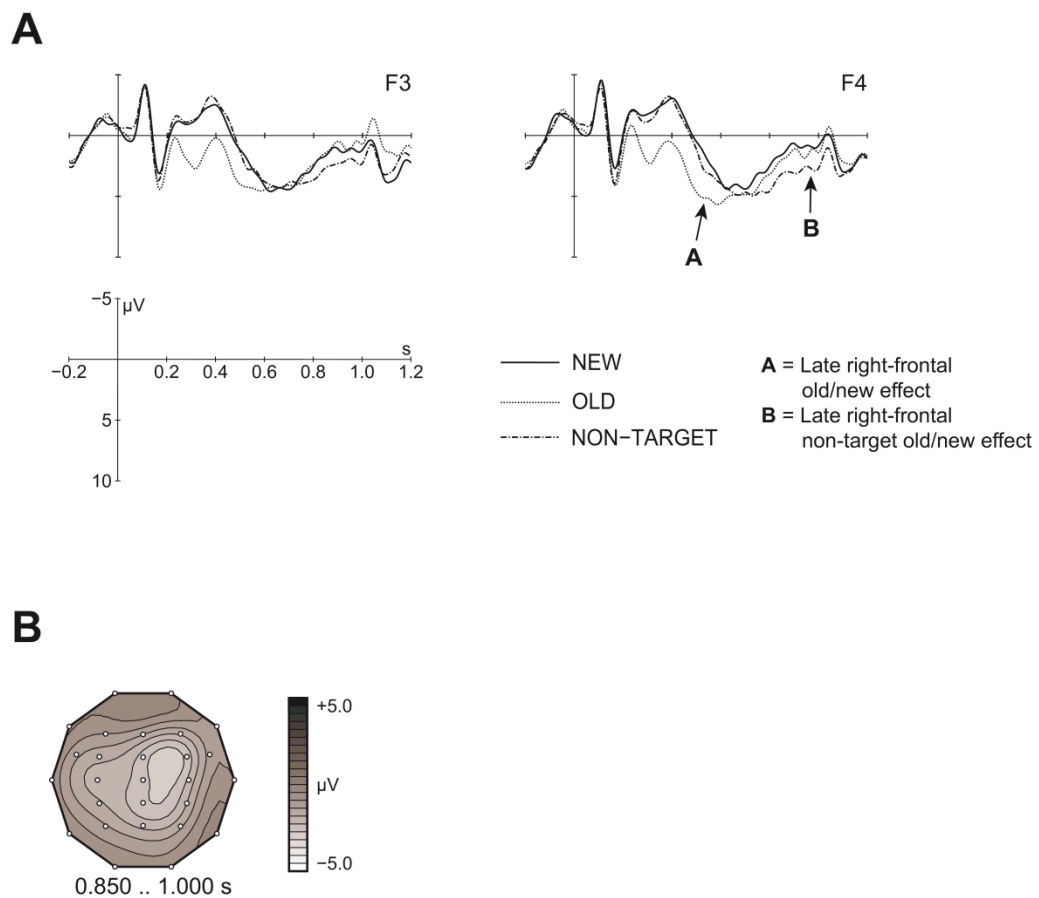 A
F3
F4
A
B
−5
μV
s
−0.2
0.2
0.4
0.6
0.8
1.0
1.2
5
10
NEW
OLD
NON−TARGET
A = Late right-frontal
old/new effect
B = Late right-frontal
non-target old/new effect
B
+5.0
μV
−5.0
0.850 .. 1.000 s